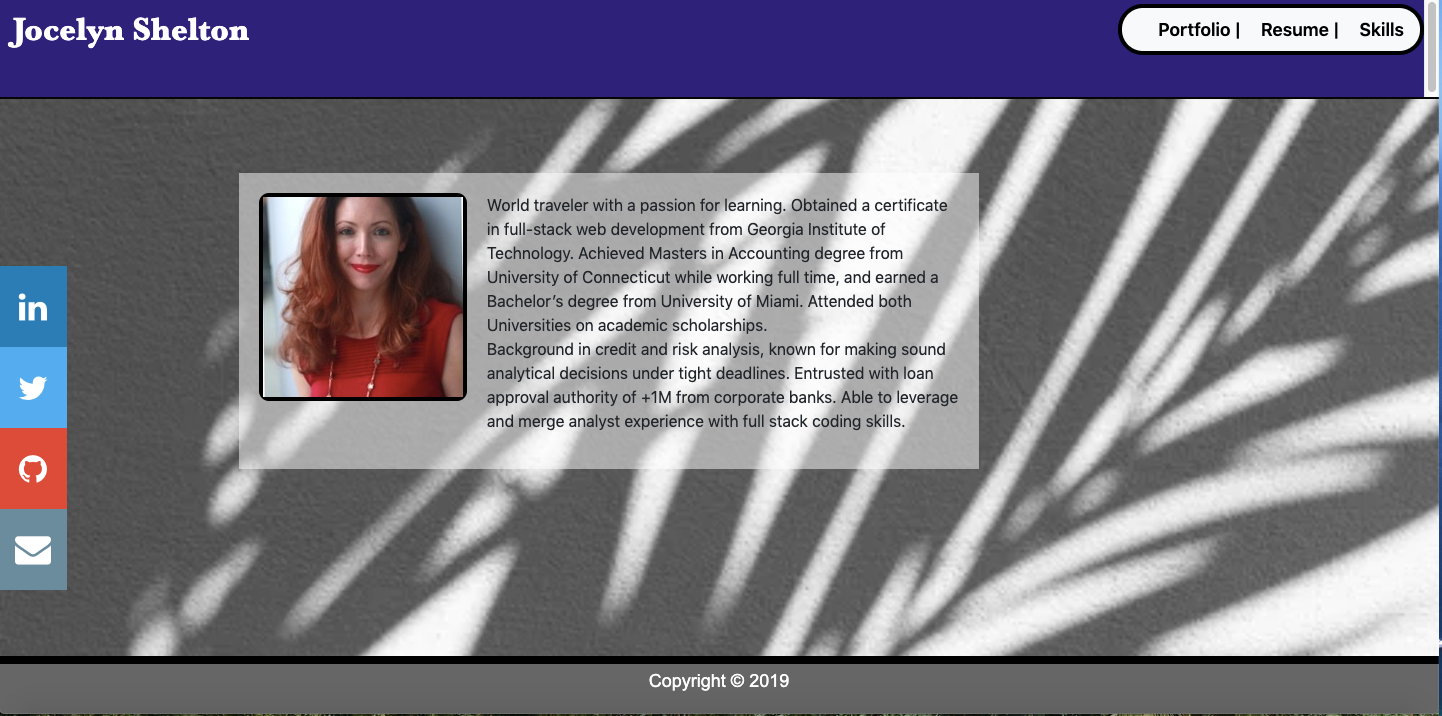 Jocelyn Shelton
Portfolio | Resume | Skills
World traveler with a passion for learning. Obtained a certificate
in full-stack web development from Georgia Institute of
Technology. Achieved Masters in Accounting degree from
University of Connecticut while working full time, and earned a
Bachelor’s degree from University of Miami. Attended both
Universities on academic scholarships.
Background in credit and risk analysis, known for making sound
analytical decisions under tight deadlines. Entrusted with loan
approval authority of +1M from corporate banks. Able to leverage
and merge analyst experience with full stack coding skills.
in
Copyright © 2019